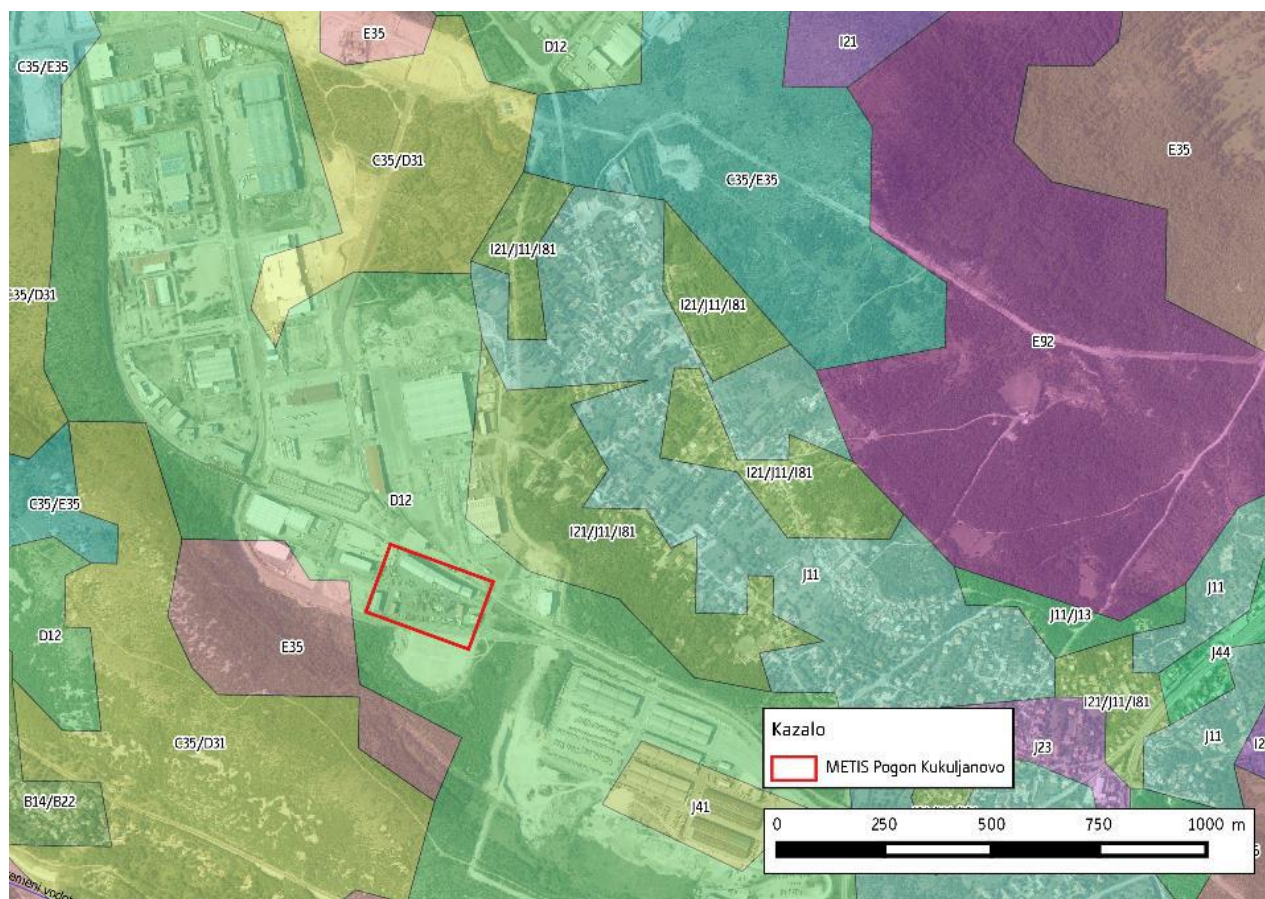 E35
D12
I21
C35/E35
E35
C35/D31
C35/E35
I21/J11/I81
E35/D31
I21/J11/I81
E92
I21/J11/I81
C35/E35
D12
I21/J11/I81
J11
J11
J11/J13
D12
E35
J44
I21/J11/I81
C35/D31
Kazalo
J23
J11
METIS Pogon Kukuljanovo
B14/B22
J41
0 250 500 750 1000 m